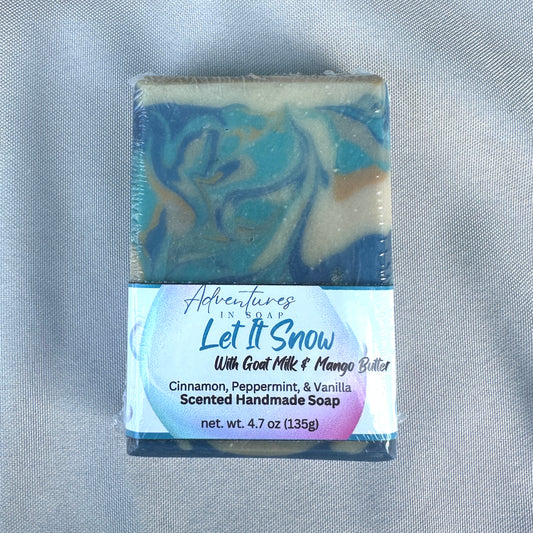 Adventures
IN SOAP
Let It Snow
With Goat Milk & Mango Butter
Cinnamon, Peppermint, & Vanilla
Scented Handmade Soap
net. wt. 4.7 oz (135g)